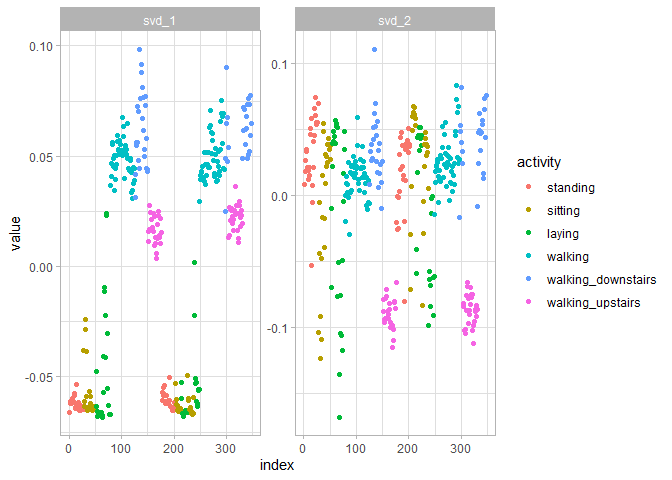 svd_1
svd_2
value
0.10
0.05
0.00
-0.05
0.1
0.0
-0.1
0
100
200
300
0
100
200
300
index
activity
standing
sitting
laying
walking
walking_downstairs
walking_upstairs